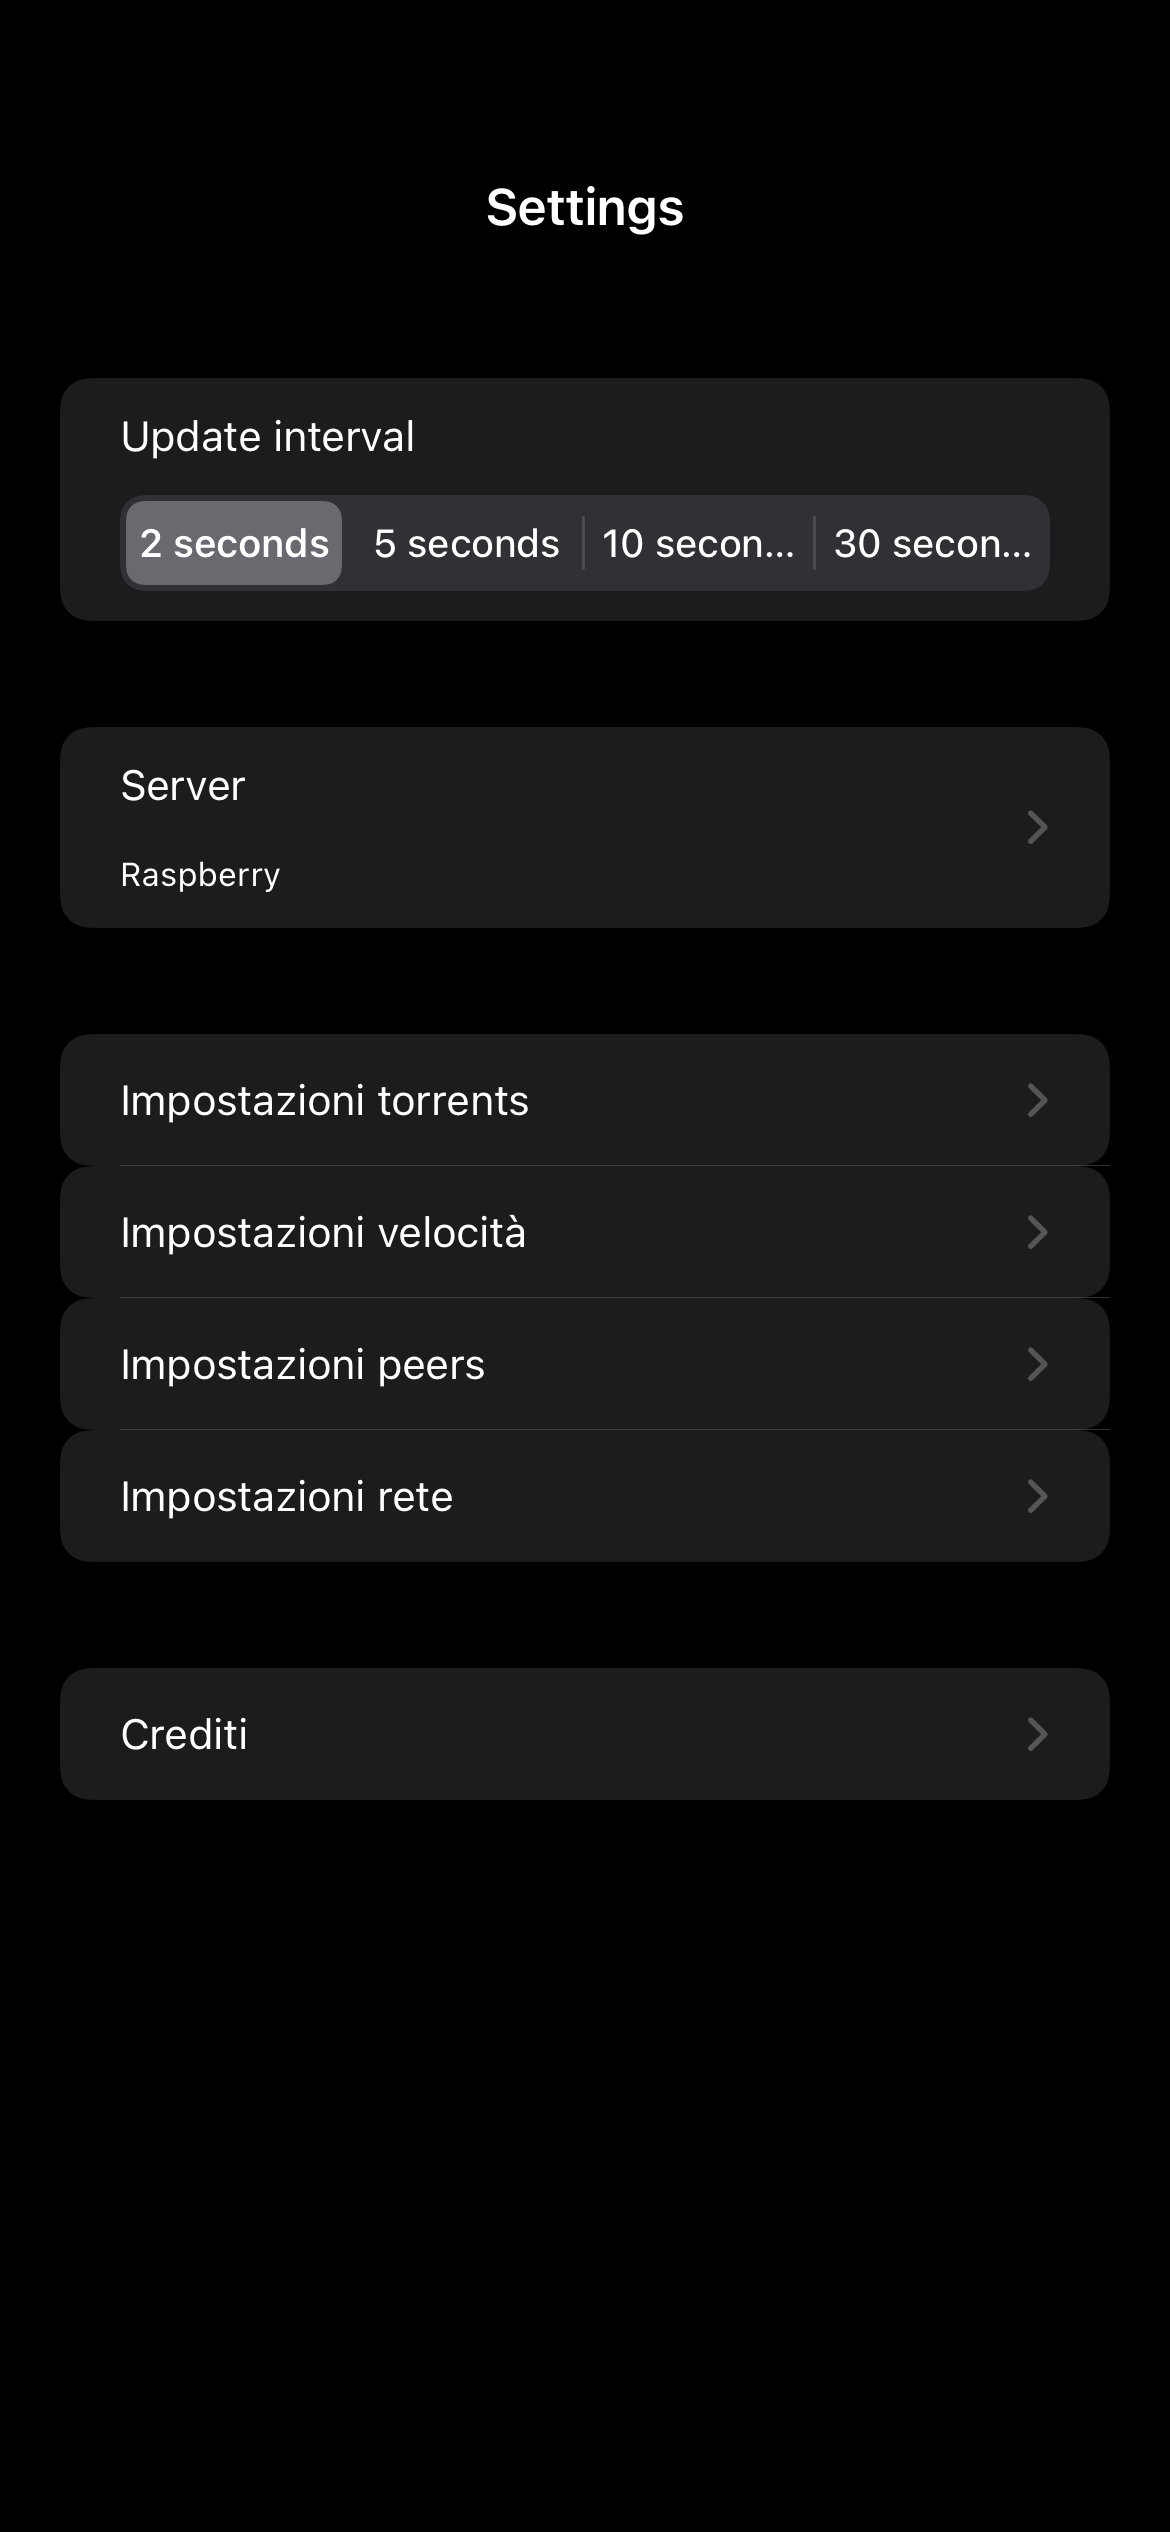 Settings
Update interval
2 seconds 5 seconds 10 secon... 30 secon...
Server
Raspberry
Impostazioni torrents
Impostazioni velocità
Impostazioni peers
Impostazioni rete
Crediti